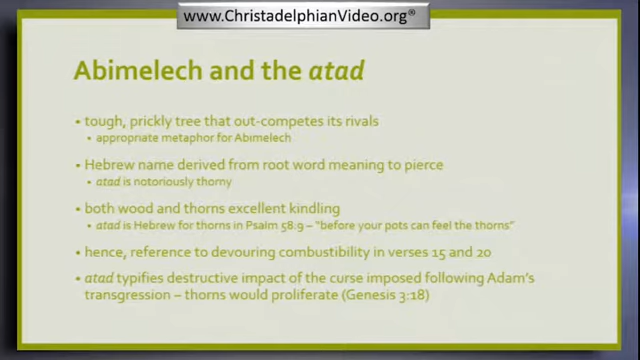 www.ChristadelphianVideo.org®
Abimelech and the atad
• tough, prickly tree that out-competes its rivals
• appropriate metaphor for Abimelech
• Hebrew name derived from root word meaning to pierce
• atad is notoriously thorny
• both wood and thorns excellent kindling
• atad is Hebrew for thorns in Psalm 58.9 – “before your pots can feel the thorns”
• hence, reference to devouring combustibility in verses 15 and 20
• atad typifies destructive impact of the curse imposed following Adam's
transgression – thorns would proliferate (Genesis 3:18)